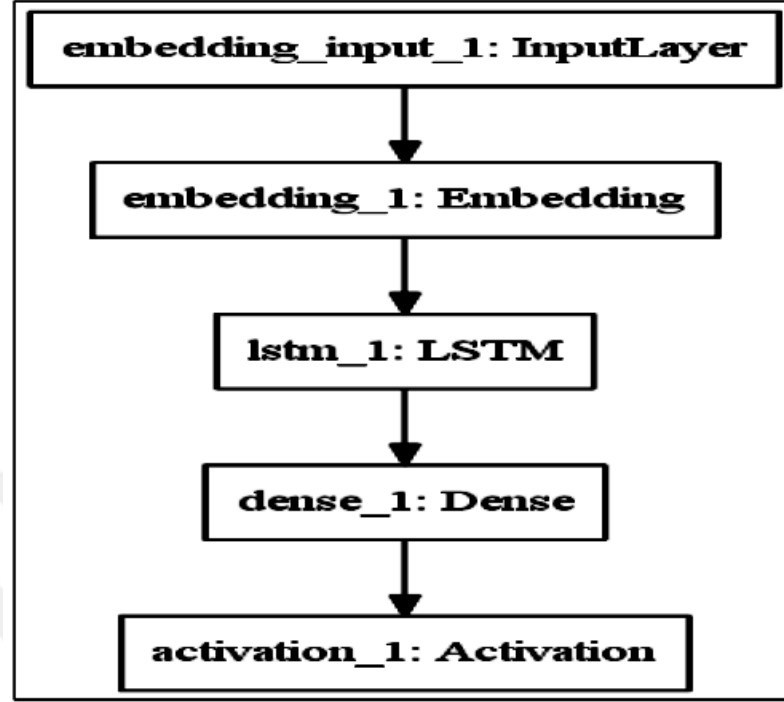 embedding_input_1: InputLayer
embedding_1: Embedding
lstm_1: LSTM
dense_1: Dense
activation_1: Activation